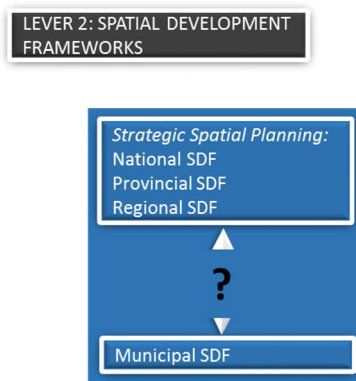 LEVER 2: SPATIAL DEVELOPMENT
FRAMEWORKS
Strategic Spatial Planning:
National SDF
Provincial SDF
Regional SDF
?
Municipal SDF